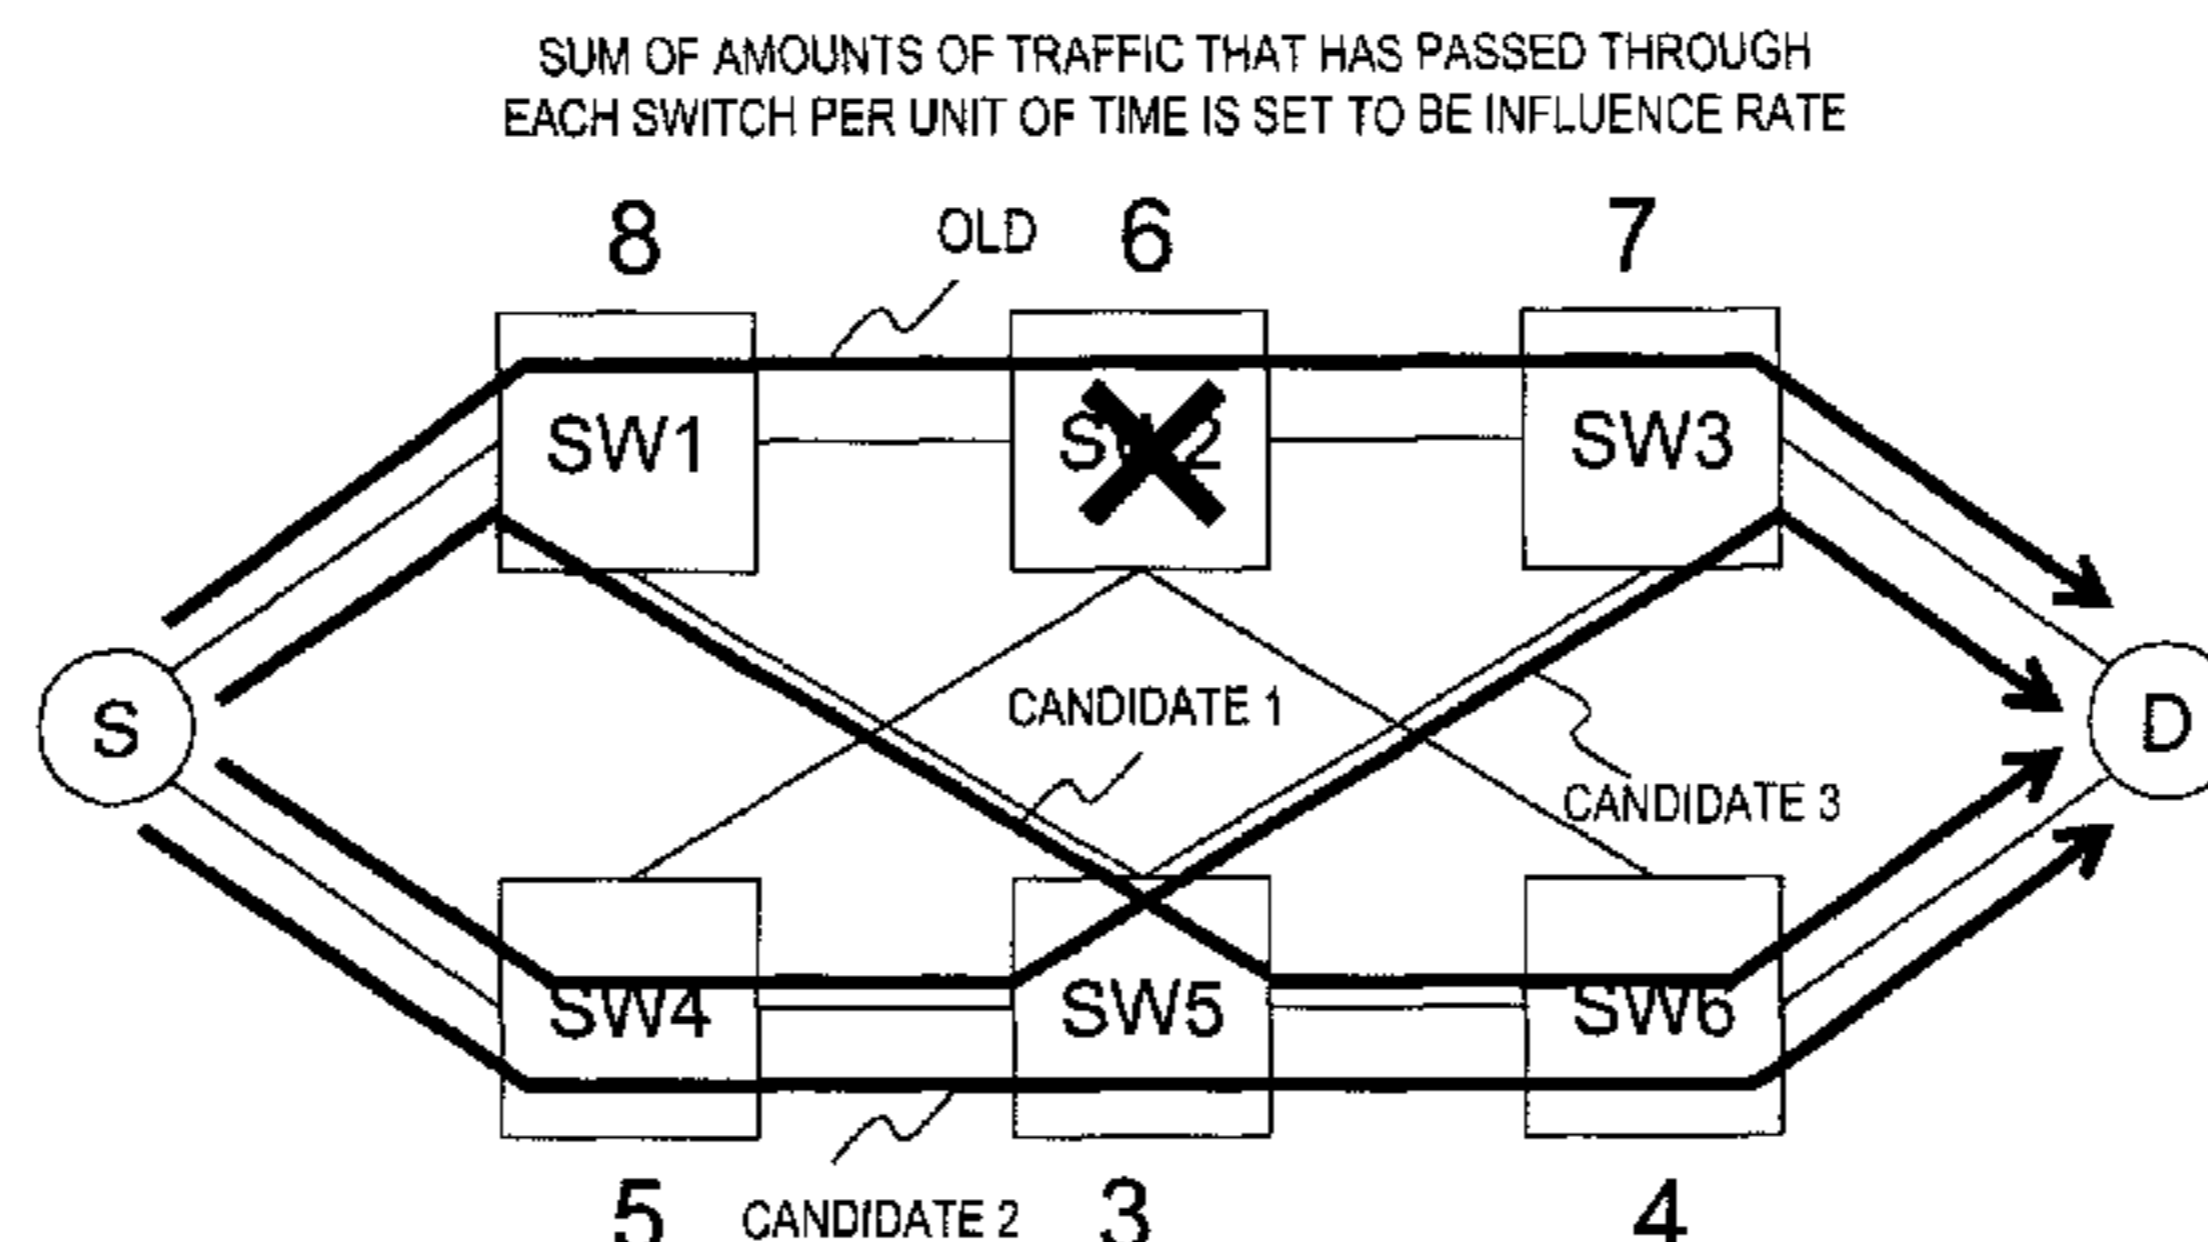 SUM OF AMOUNTS OF TRAFFIC THAT HAS PASSED THROUGH
EACH SWITCH PER UNIT OF TIME IS SET TO BE INFLUENCE RATE
8
OLD
6
7
SW1
SW2
SW3
S
CANDIDATE 1
D
CANDIDATE 3
SW4
SW5
SW6
5
CANDIDATE 2
3
4